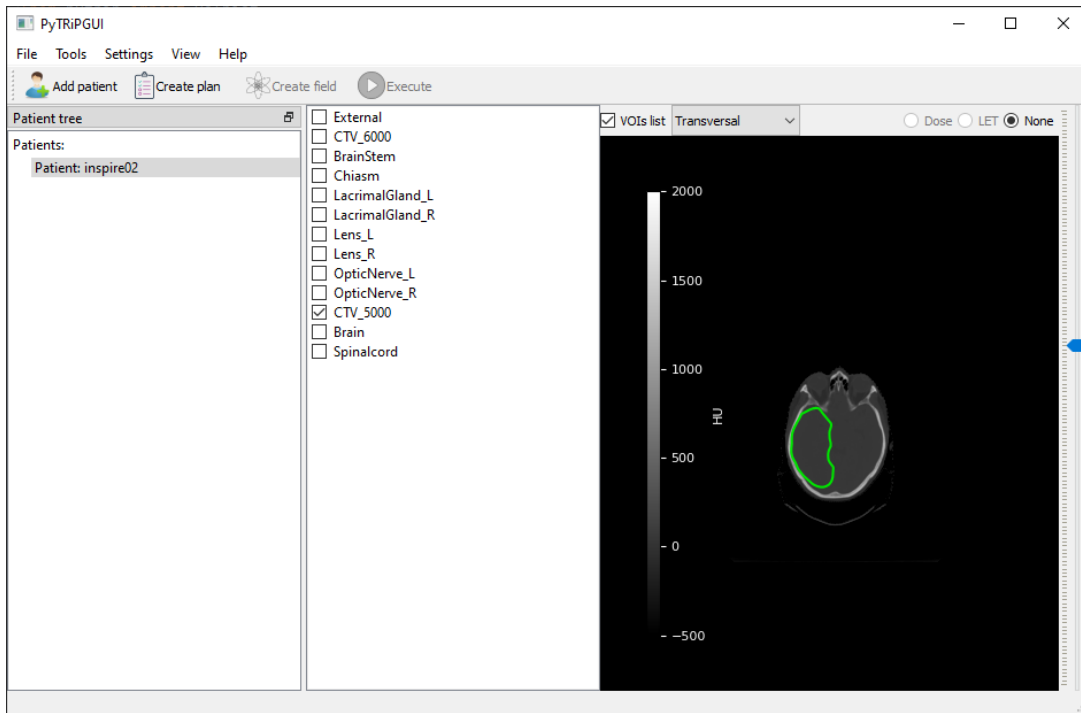 PyTRiPGUI
File Tools Settings View Help
Add patient Create plan Create field Execute
Patient tree
Patients:
Patient: inspire02
External
CTV_6000
BrainStem
Chiasm
LacrimalGland_L
LacrimalGland_R
Lens_L
Lens_R
OpticNerve_L
OpticNerve_R
CTV_5000
Brain
Spinalcord
VOIs list Transversal Dose LET None
2000
1500
1000
HU
500
0
−500